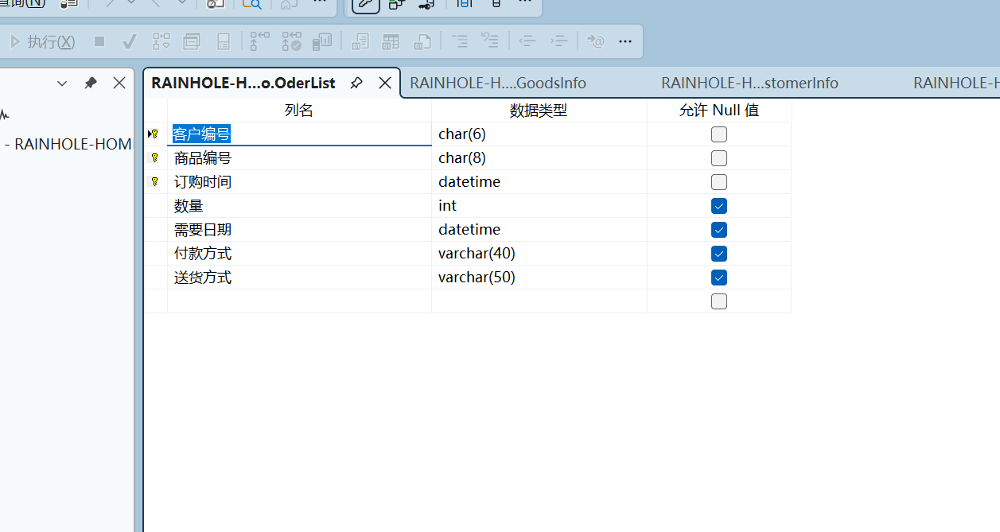 查询(N)
执行(X)
RAINHOLE-H...o.OderList
RAINHOLE-H....GoodsInfo
RAINHOLE-H...stomerInfo
RAINHOLE-H
- RAINHOLE-HOM
列名 数据类型 允许 Null 值
客户编号 char(6)
商品编号 char(8)
订购时间 datetime
数量 int
需要日期 datetime
付款方式 varchar(40)
送货方式 varchar(50)